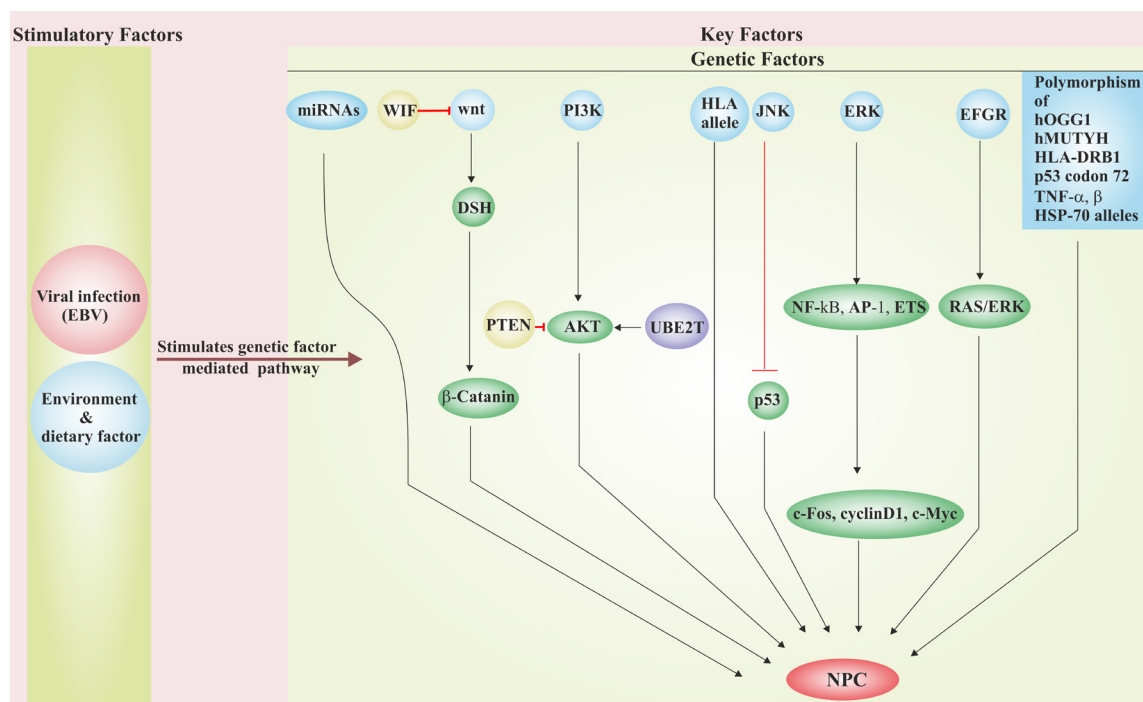 Stimulatory Factors
Key Factors
Genetic Factors
miRNAs
WIF
wnt
PI3K
HLA
allele
JNK
ERK
EFGR
Polymorphism
of
hOGG1
hMUTYH
HLA-DRB1
p53 codon 72
TNF-α, β
HSP-70 alleles
DSH
Viral infection
(EBV)
NF-kB, AP-1, ETS
RAS/ERK
PTEN
AKT
UBE2T
Stimulates genetic factor
mediated pathway
Environment
&
dietary factor
β-Catanin
p53
c-Fos, cyclinD1, c-Myc
NPC